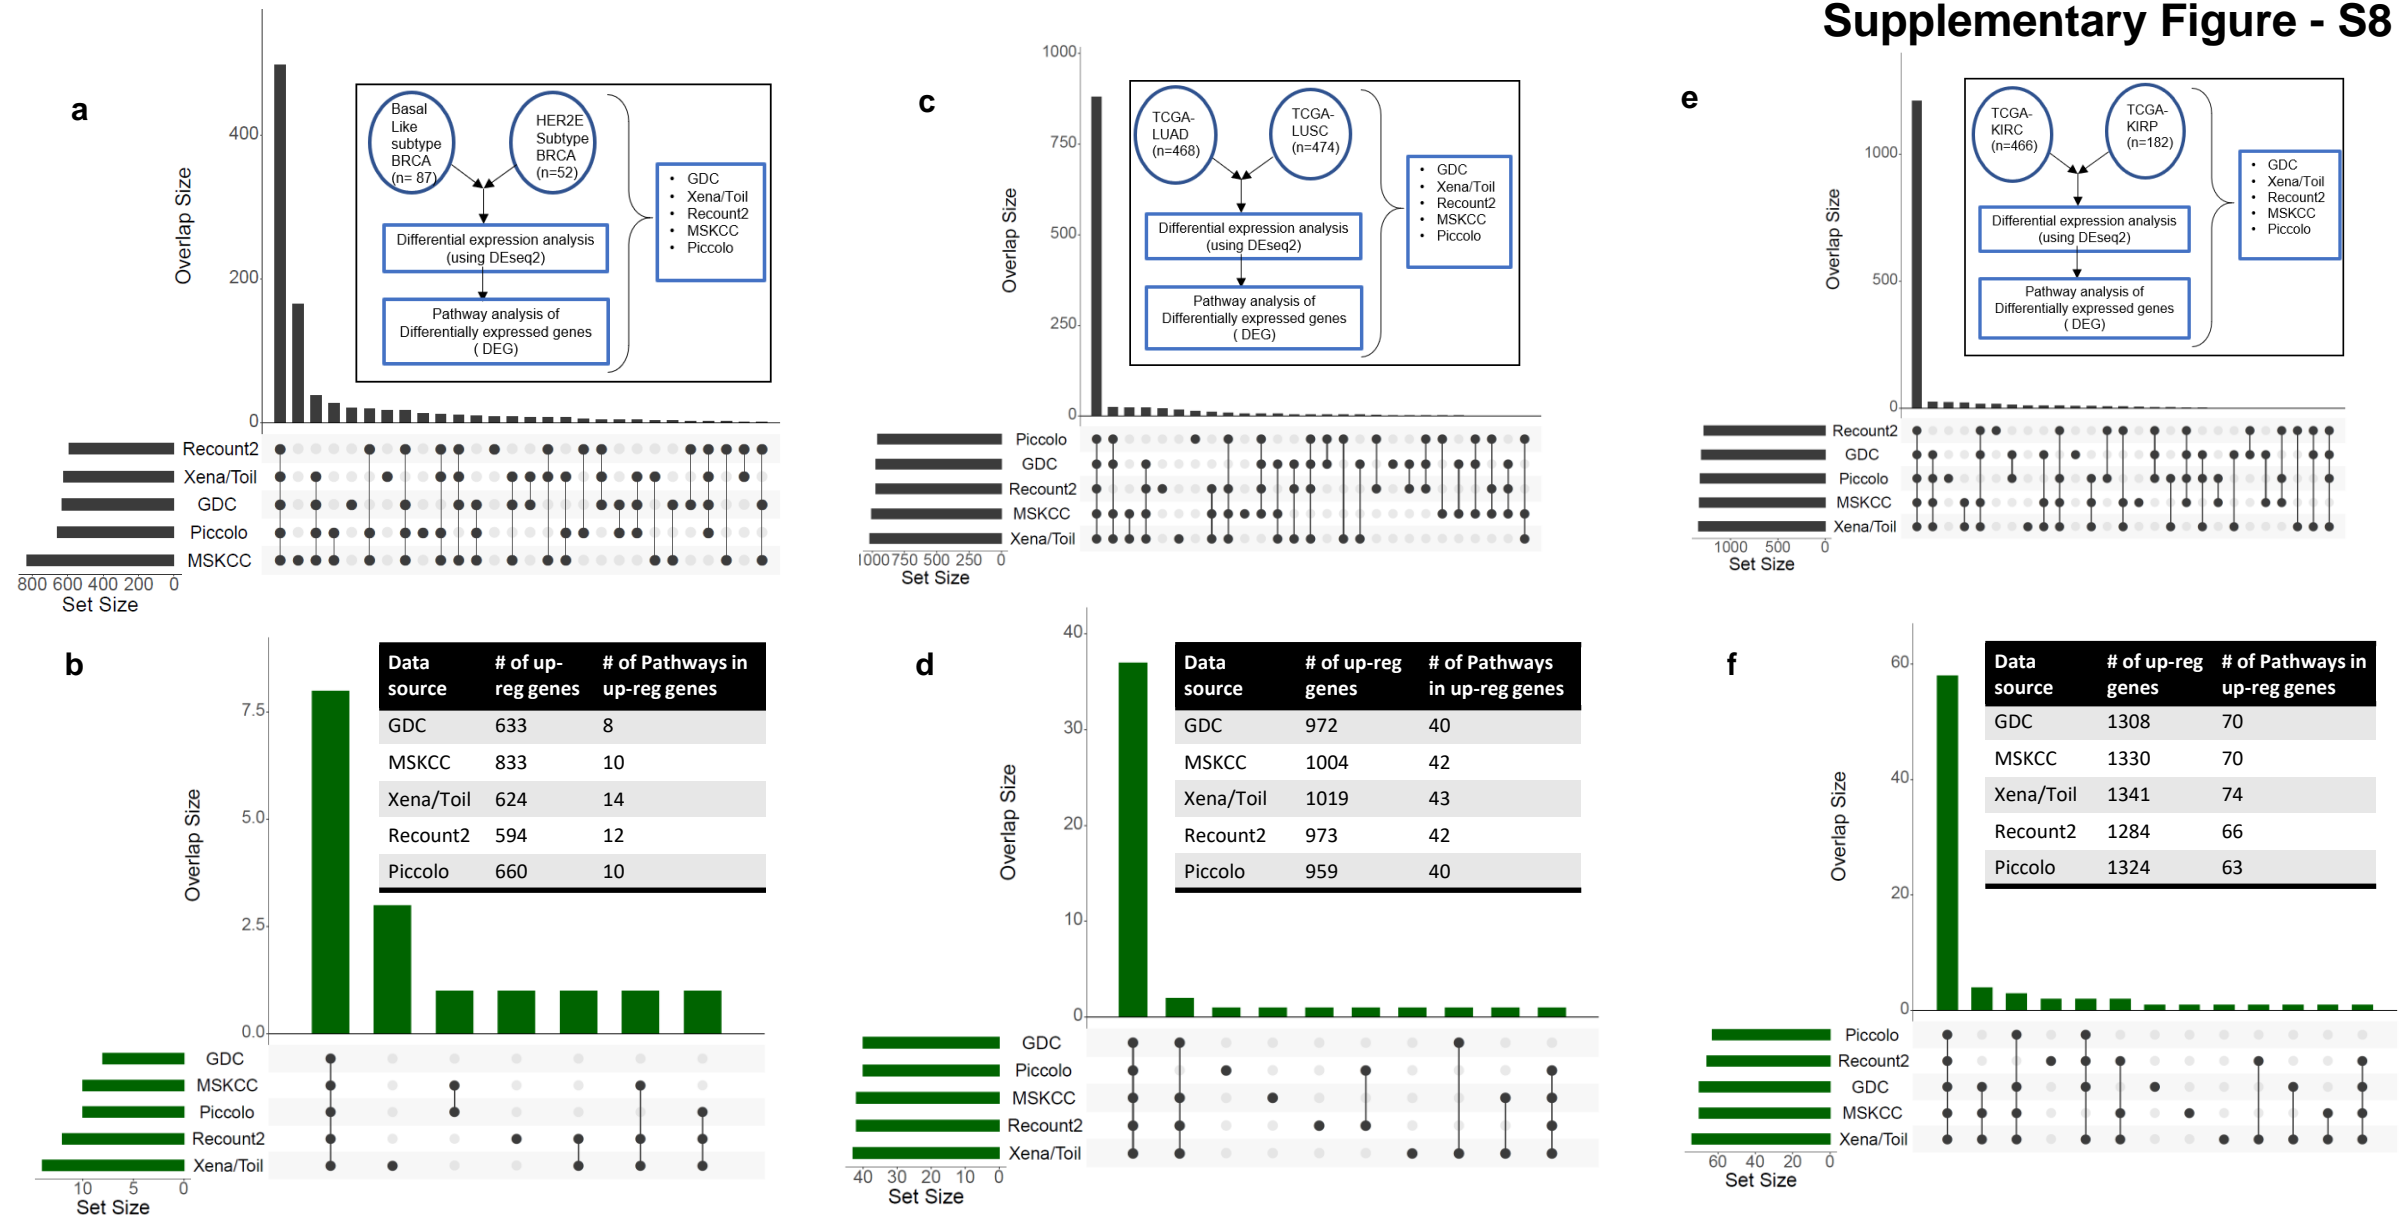 Supplementary Figure - S8
a
Overlap Size
400
200
0
Basal
Like
subtype
BRCA
(n= 87)
HER2E
Subtype
BRCA
(n=52)
Differential expression analysis
(using DEseq2)
Pathway analysis of
Differentially expressed genes
( DEG)
• GDC
• Xena/Toil
• Recount2
• MSKCC
• Piccolo
Recount2
Xena/Toil
GDC
Piccolo
MSKCC
800 600 400 200 0
Set Size
c
Overlap Size
1000
750
500
250
0
TCGA-
LUAD
(n=468)
TCGA-
LUSC
(n=474)
Differential expression analysis
(using DEseq2)
Pathway analysis of
Differentially expressed genes
( DEG)
• GDC
• Xena/Toil
• Recount2
• MSKCC
• Piccolo
Piccolo
GDC
Recount2
MSKCC
Xena/Toil
1000 750 500 250 0
Set Size
e
Overlap Size
1000
500
0
TCGA-
KIRC
(n=466)
TCGA-
KIRP
(n=182)
Differential expression analysis
(using DEseq2)
Pathway analysis of
Differentially expressed genes
( DEG)
• GDC
• Xena/Toil
• Recount2
• MSKCC
• Piccolo
Recount2
GDC
Piccolo
MSKCC
Xena/Toil
1000 500 0
Set Size
b
Overlap Size
7.5
5.0
2.5
0.0
Data # of up- # of Pathways in
source reg genes up-reg genes
GDC 633 8
MSKCC 833 10
Xena/Toil 624 14
Recount2 594 12
Piccolo 660 10
GDC
MSKCC
Piccolo
Recount2
Xena/Toil
10 5 0
Set Size
d
Overlap Size
40
30
20
10
0
Data # of up-reg # of Pathways
source genes in up-reg genes
GDC 972 40
MSKCC 1004 42
Xena/Toil 1019 43
Recount2 973 42
Piccolo 959 40
GDC
Piccolo
MSKCC
Recount2
Xena/Toil
40 30 20 10 0
Set Size
f
Overlap Size
60
40
20
0
Data # of up-reg # of Pathways in
source genes up-reg genes
GDC 1308 70
MSKCC 1330 70
Xena/Toil 1341 74
Recount2 1284 66
Piccolo 1324 63
Piccolo
Recount2
GDC
MSKCC
Xena/Toil
60 40 20 0
Set Size